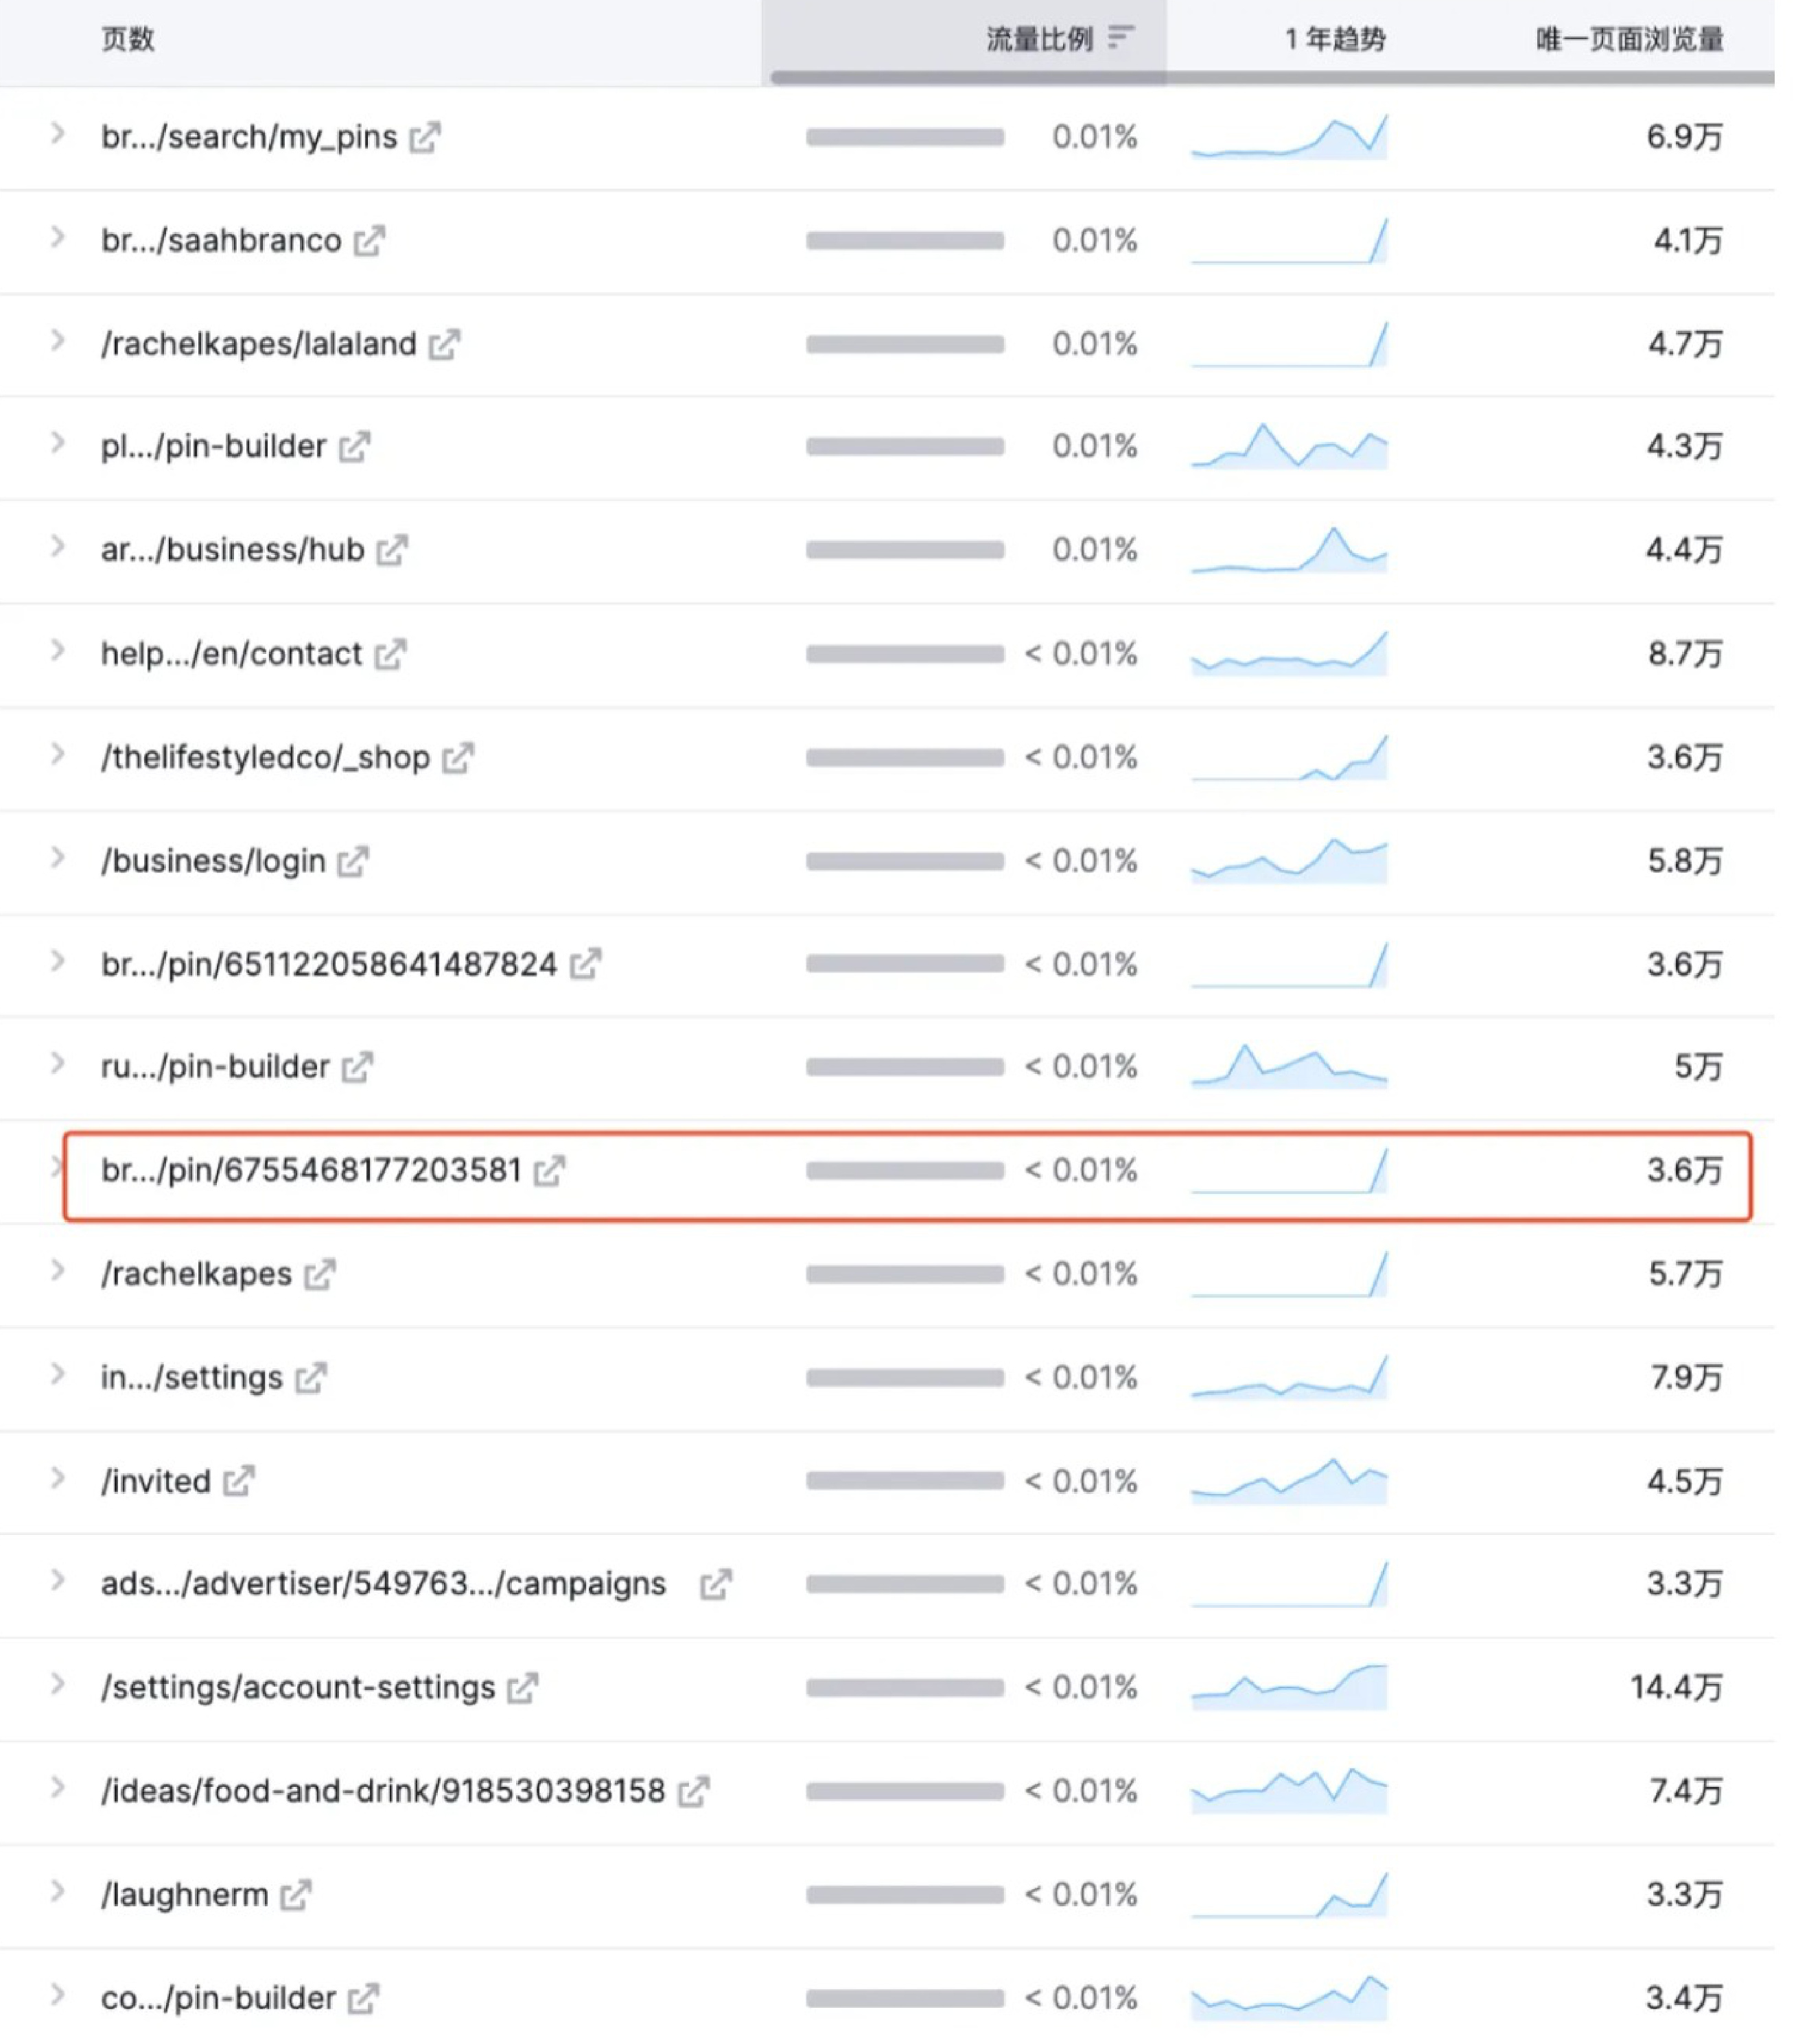 页数 流量比例 1 年趋势 唯一页面浏览量
br.../search/my_pins 0.01% 6.9万
br.../saahbranco 0.01% 4.1万
/rachelkapes/lalaland 0.01% 4.7万
pl.../pin-builder 0.01% 4.3万
ar.../business/hub 0.01% 4.4万
help.../en/contact < 0.01% 8.7万
/thelifestyledco/_shop < 0.01% 3.6万
/business/login < 0.01% 5.8万
br.../pin/651122058641487824 < 0.01% 3.6万
ru.../pin-builder < 0.01% 5万
br.../pin/6755468177203581 < 0.01% 3.6万
/rachelkapes < 0.01% 5.7万
in.../settings < 0.01% 7.9万
/invited < 0.01% 4.5万
ads.../advertiser/549763.../campaigns < 0.01% 3.3万
/settings/account-settings < 0.01% 14.4万
/ideas/food-and-drink/918530398158 < 0.01% 7.4万
/laughnerm < 0.01% 3.3万
co.../pin-builder < 0.01% 3.4万